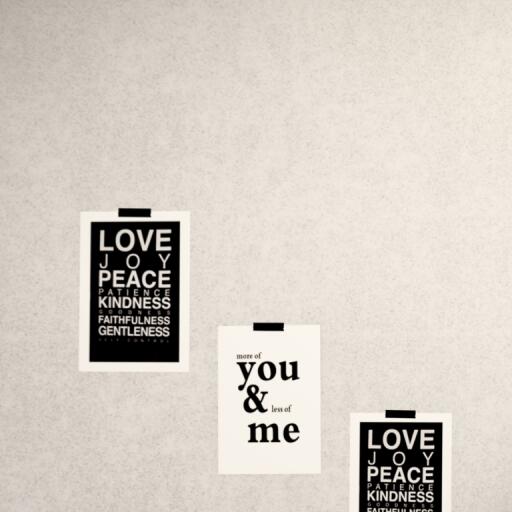 LOVE
JOY
PEACE
PATIENCE
KINDNESS
GOODNESS
FAITHFULNESS
GENTLENESS
SELF CONTROL
more of
you
&
less of
me
LOVE
JOY
PEACE
PATIENCE
KINDNESS
GOODNESS
FAITHFULNESS